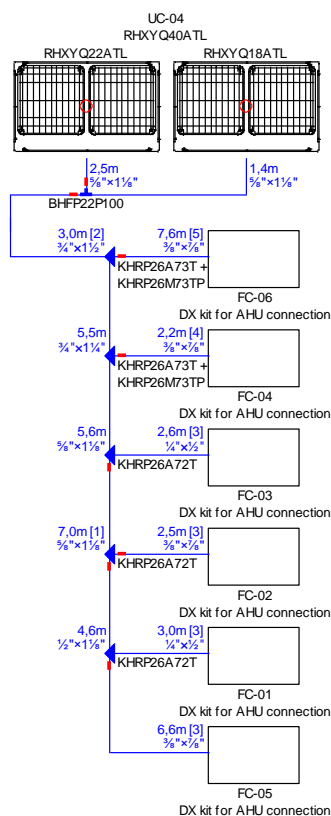 UC-04
RHXYQ40ATL
RHXYQ22ATL
RHXYQ18ATL
2,5m
⅝"×1⅛"
1,4m
⅝"×1⅛"
BHFP22P100
3,0m [2]
¾"×1½"
7,6m [5]
⅜"×⅞"
KHRP26A73T +
KHRP26M73TP
FC-06
DX kit for AHU connection
5,5m
¾"×1¼"
2,2m [4]
⅜"×⅞"
KHRP26A73T +
KHRP26M73TP
FC-04
DX kit for AHU connection
5,6m
⅝"×1⅛"
2,6m [3]
¼"×½"
KHRP26A72T
FC-03
DX kit for AHU connection
7,0m [1]
⅝"×1⅛"
2,5m [3]
⅜"×⅞"
KHRP26A72T
FC-02
DX kit for AHU connection
4,6m
½"×1⅛"
3,0m [3]
¼"×½"
KHRP26A72T
FC-01
DX kit for AHU connection
6,6m [3]
⅜"×⅞"
FC-05
DX kit for AHU connection